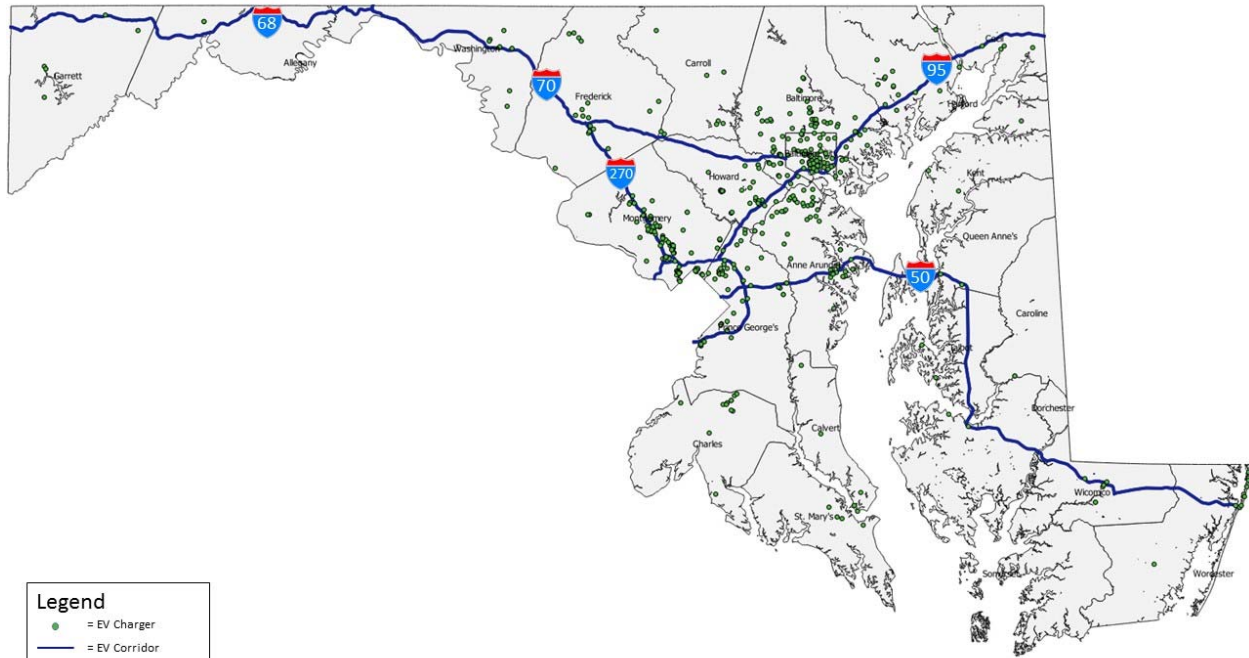 68
95
Washington
Allegany
Garrett
70
Carroll
Frederick
Baltimore
Harford
270
Howard
Kent
Montgomery
Queen Anne's
Anne Arundel
50
Caroline
Prince George's
Talbot
Dorchester
Charles
Calvert
Wicomico
St. Mary's
Somerset
Worcester
Legend
= EV Charger
= EV Corridor